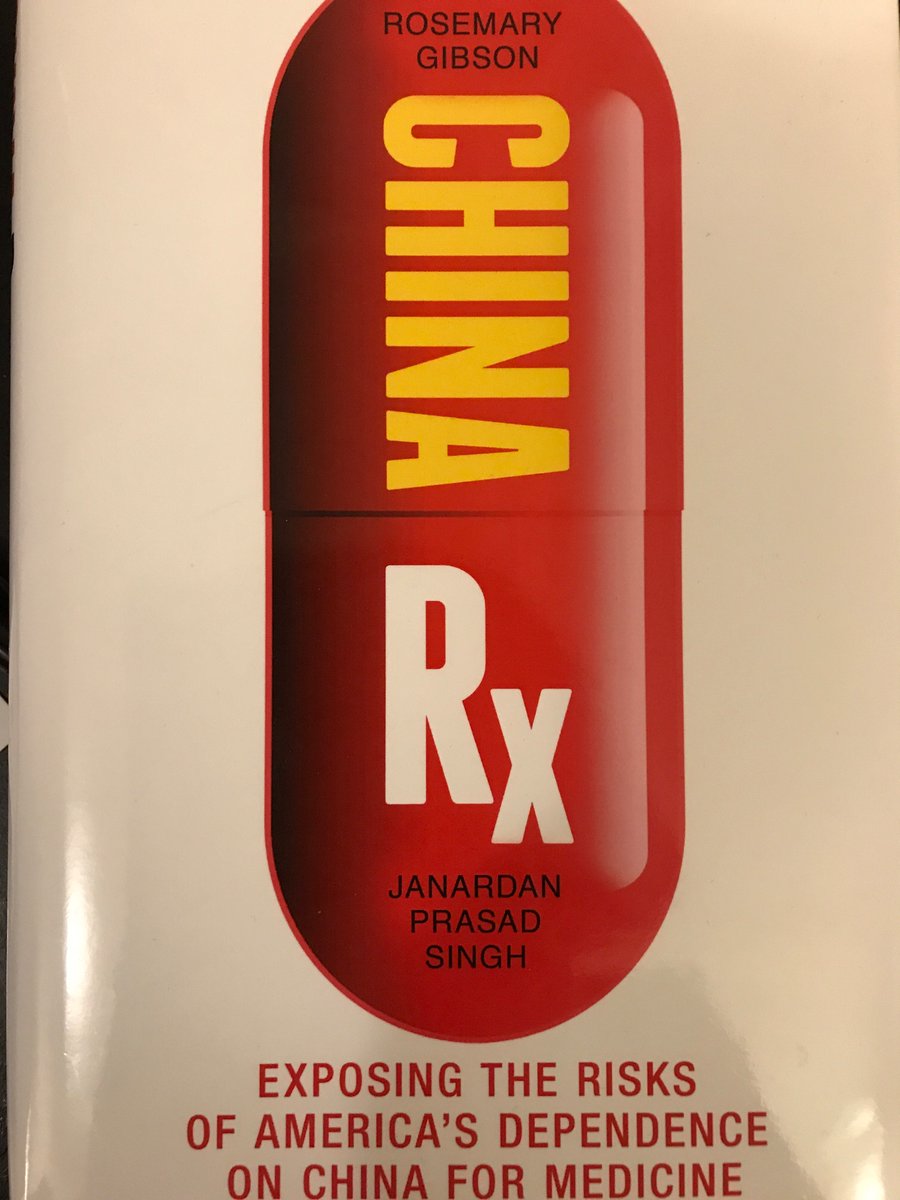 ROSEMARY
GIBSON
CHINA
Rx
JANARDAN
PRASAD
SINGH
EXPOSING THE RISKS
OF AMERICA'S DEPENDENCE
ON CHINA FOR MEDICINE